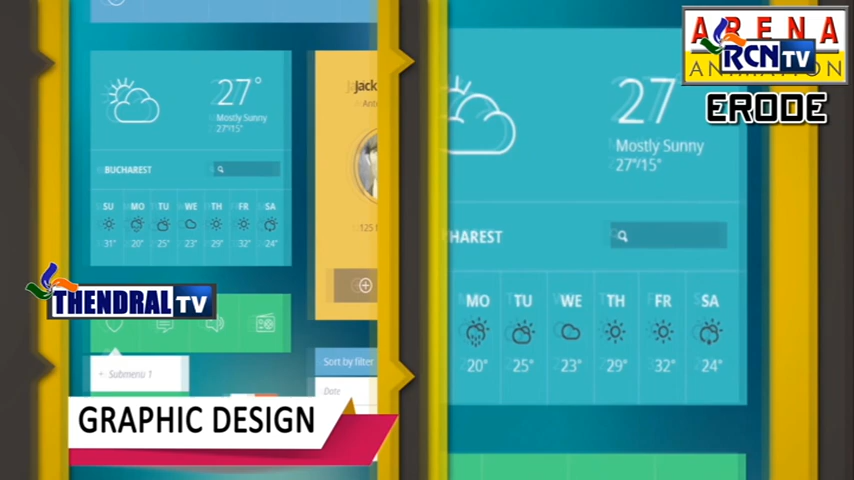 ARENA
ANIMATION
RCN TV
ERODE
27°
Mostly Sunny
27°/15°
BUCHAREST
SU MO TU WE TH FR SA
31° 20° 25° 23° 29° 32° 24°
Jack
THENDRAL TV
Submenu 1
Sort by filter
Date
GRAPHIC DESIGN
27°
Mostly Sunny
27°/15°
HAREST
MO TU WE TH FR SA
20° 25° 23° 29° 32° 24°